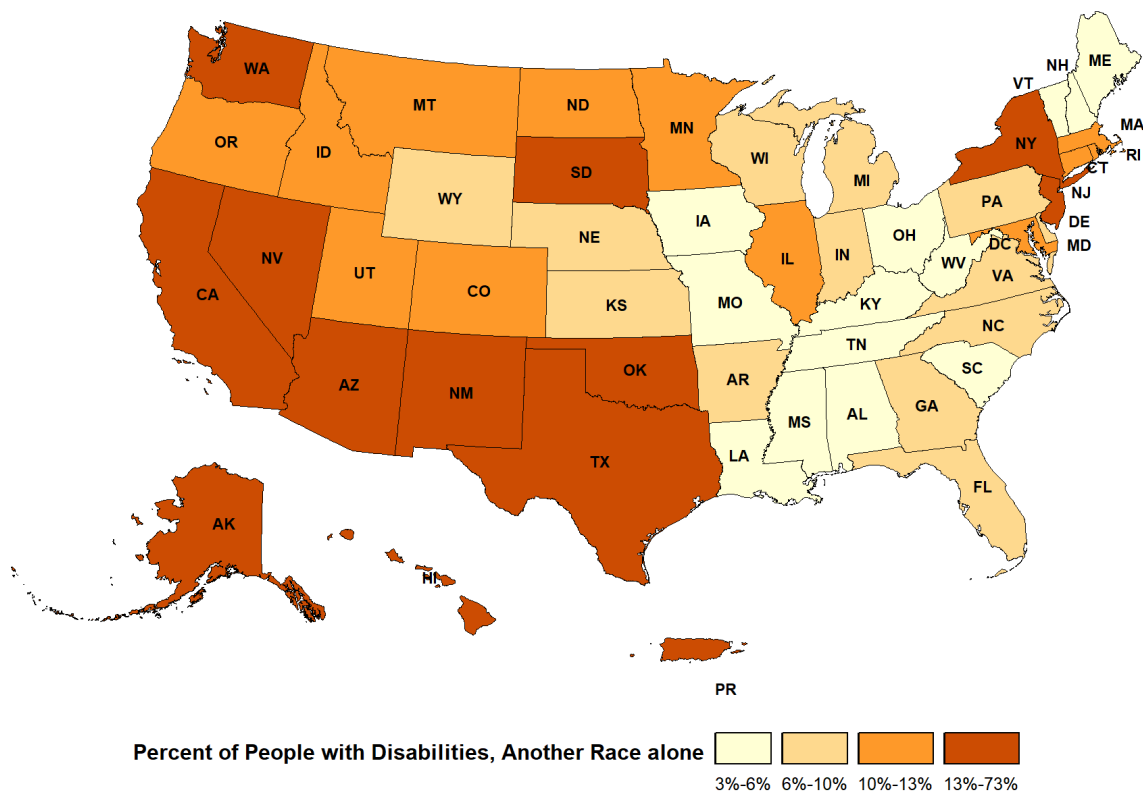 ME
NH
VT
WA
MT
ND
MN
MA
OR
ID
SD
WI
NY
RI
MI
CT
WY
NJ
PA
IA
DE
NE
OH
DC
MD
IL
IN
NV
UT
WV
VA
CO
CA
KS
MO
KY
NC
TN
OK
SC
AZ
AR
NM
GA
MS
AL
LA
TX
FL
AK
HI
PR
Percent of People with Disabilities, Another Race alone
3%-6% 6%-10% 10%-13% 13%-73%